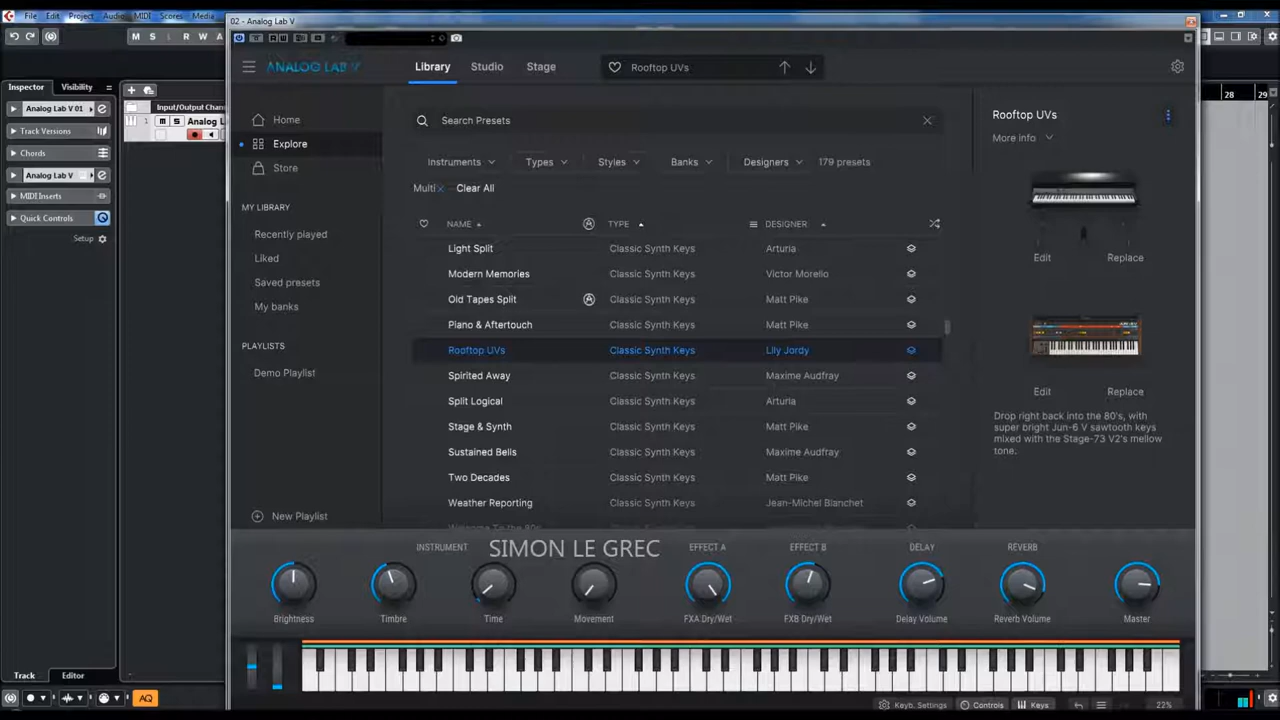 02 - Analog Lab V
File Edit Project Audio MIDI Scores Media
M S L R W A
ANALOG LAB V
Library Studio Stage
Rooftop UVs
Inspector Visibility
Analog Lab V 01
Track Versions
Chords
Analog Lab V
MIDI Inserts
Quick Controls
Setup
Input/Output Chann
1 m S Analog L
28 29
Home
Explore
Store
MY LIBRARY
Recently played
Liked
Saved presets
My banks
PLAYLISTS
Demo Playlist
New Playlist
Search Presets
Instruments Types Styles Banks Designers 179 presets
Multi× Clear All
NAME TYPE DESIGNER
Light Split Classic Synth Keys Arturia
Modern Memories Classic Synth Keys Victor Morello
Old Tapes Split Classic Synth Keys Matt Pike
Piano & Aftertouch Classic Synth Keys Matt Pike
Rooftop UVs Classic Synth Keys Lily Jordy
Spirited Away Classic Synth Keys Maxime Audfray
Split Logical Classic Synth Keys Arturia
Stage & Synth Classic Synth Keys Matt Pike
Sustained Bells Classic Synth Keys Maxime Audfray
Two Decades Classic Synth Keys Matt Pike
Weather Reporting Classic Synth Keys Jean-Michel Blanchet
Welcome To the 80s Classic Synth Keys
Rooftop UVs
More info
Edit Replace
Edit Replace
Drop right back into the 80's, with
super bright Jun-6 V sawtooth keys
mixed with the Stage-73 V2's mellow
tone.
INSTRUMENT SIMON LE GREC EFFECT A EFFECT B DELAY REVERB
Brightness Timbre Time Movement FXA Dry/Wet FXB Dry/Wet Delay Volume Reverb Volume Master
Track Editor
AQ
Keyb. Settings Controls Keys 22%